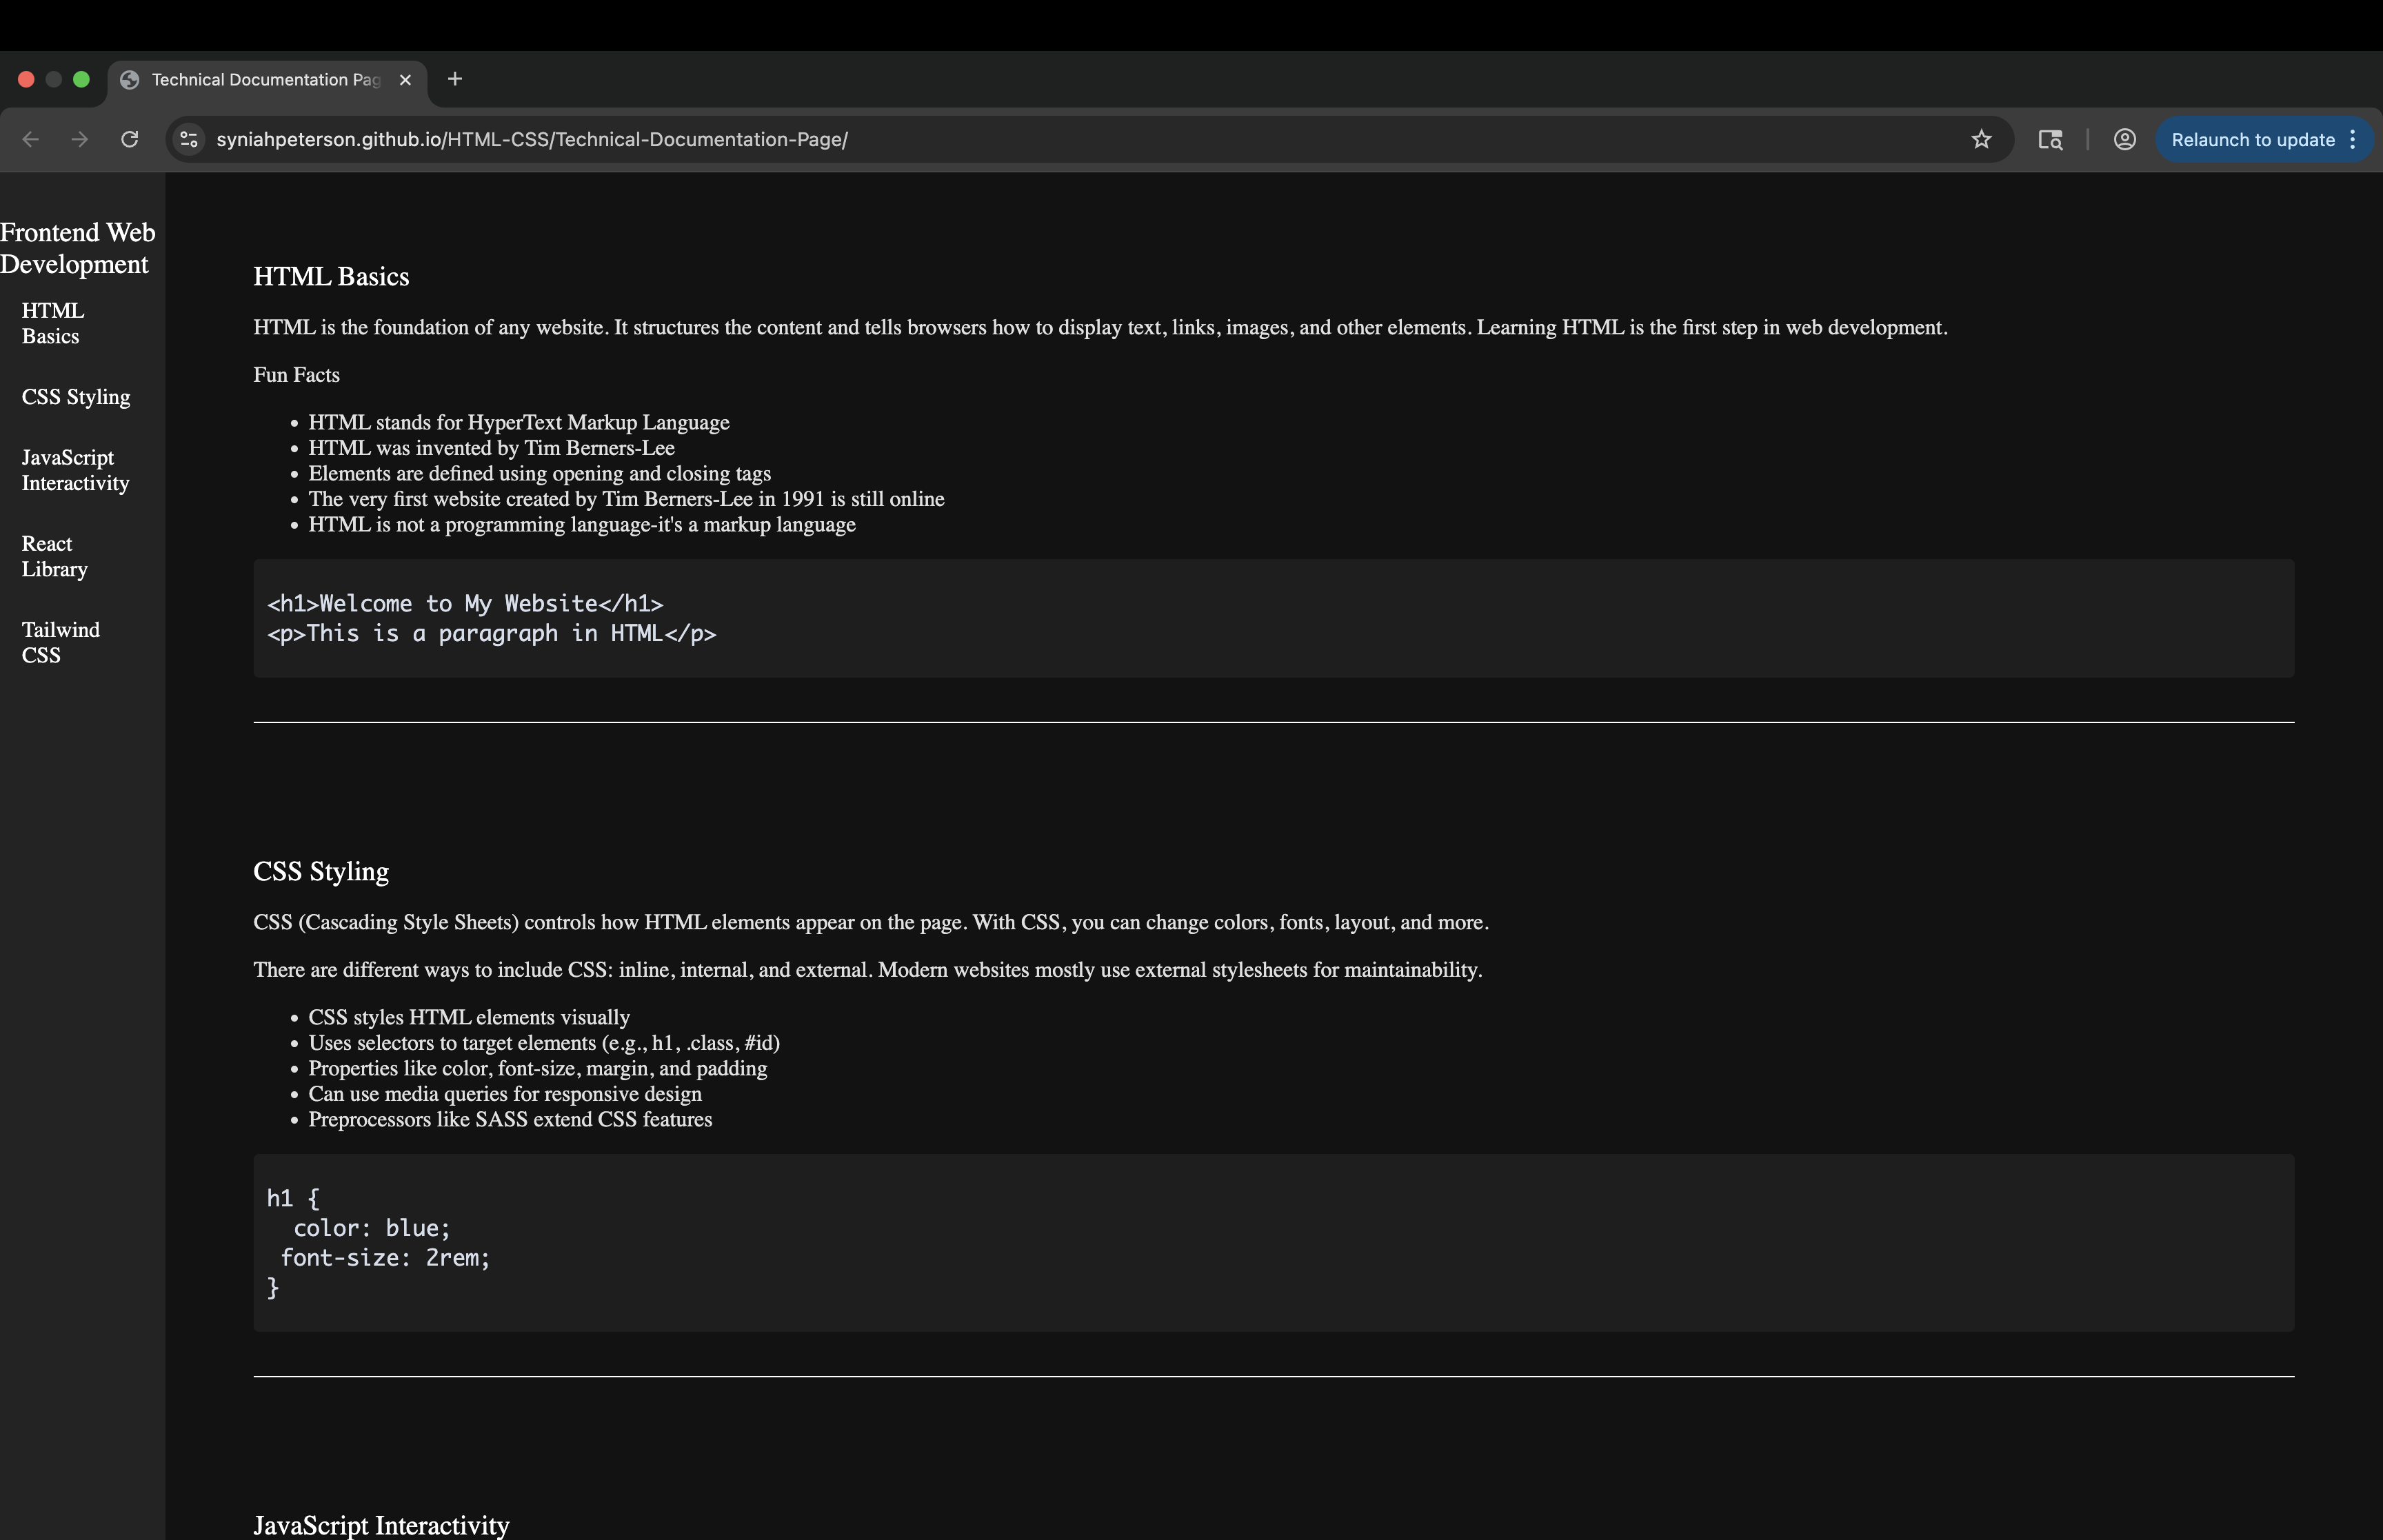 Technical Documentation Pag
syniahpeterson.github.io/HTML-CSS/Technical-Documentation-Page/
Relaunch to update
Frontend Web
Development
HTML
Basics
CSS Styling
JavaScript
Interactivity
React
Library
Tailwind
CSS
HTML Basics
HTML is the foundation of any website. It structures the content and tells browsers how to display text, links, images, and other elements. Learning HTML is the first step in web development.
Fun Facts
• HTML stands for HyperText Markup Language
• HTML was invented by Tim Berners-Lee
• Elements are defined using opening and closing tags
• The very first website created by Tim Berners-Lee in 1991 is still online
• HTML is not a programming language-it's a markup language
<h1>Welcome to My Website</h1>
<p>This is a paragraph in HTML</p>
CSS Styling
CSS (Cascading Style Sheets) controls how HTML elements appear on the page. With CSS, you can change colors, fonts, layout, and more.
There are different ways to include CSS: inline, internal, and external. Modern websites mostly use external stylesheets for maintainability.
• CSS styles HTML elements visually
• Uses selectors to target elements (e.g., h1, .class, #id)
• Properties like color, font-size, margin, and padding
• Can use media queries for responsive design
• Preprocessors like SASS extend CSS features
h1 {
  color: blue;
 font-size: 2rem;
}
JavaScript Interactivity